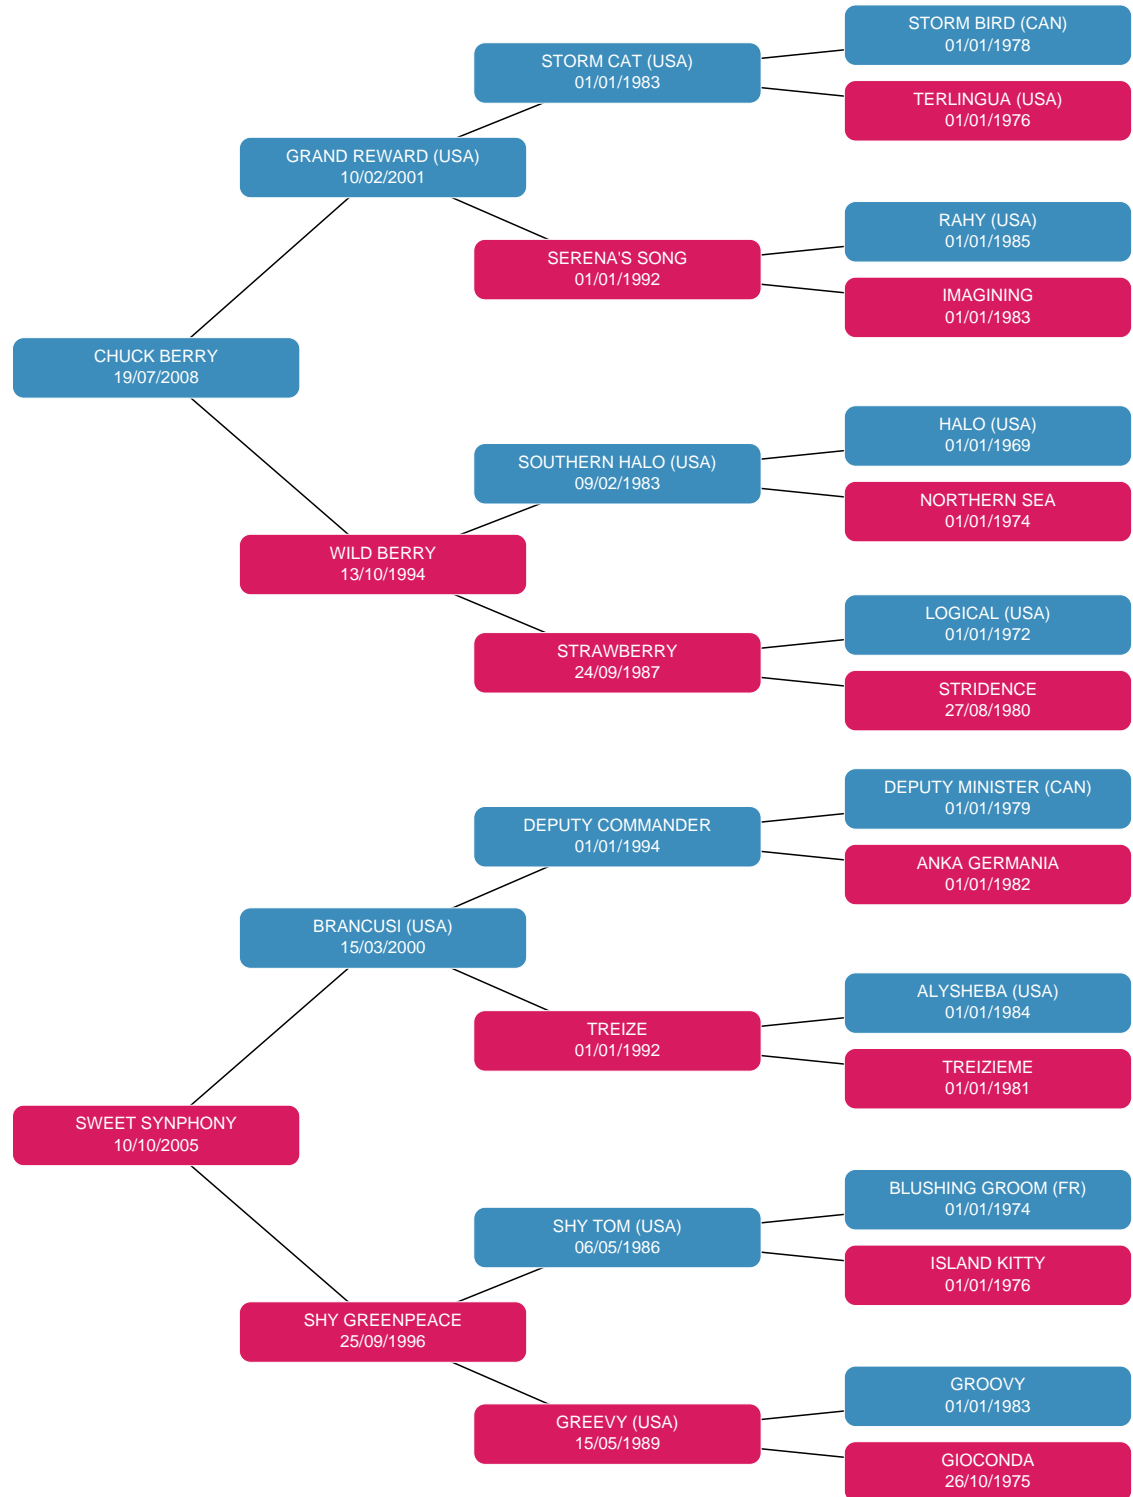 STORM BIRD (CAN)
01/01/1978
STORM CAT (USA)
01/01/1983
TERLINGUA (USA)
01/01/1976
GRAND REWARD (USA)
10/02/2001
RAHY (USA)
01/01/1985
SERENA'S SONG
01/01/1992
IMAGINING
01/01/1983
CHUCK BERRY
19/07/2008
HALO (USA)
01/01/1969
SOUTHERN HALO (USA)
09/02/1983
NORTHERN SEA
01/01/1974
WILD BERRY
13/10/1994
LOGICAL (USA)
01/01/1972
STRAWBERRY
24/09/1987
STRIDENCE
27/08/1980
DEPUTY MINISTER (CAN)
01/01/1979
DEPUTY COMMANDER
01/01/1994
ANKA GERMANIA
01/01/1982
BRANCUSI (USA)
15/03/2000
ALYSHEBA (USA)
01/01/1984
TREIZE
01/01/1992
TREIZIEME
01/01/1981
SWEET SYNPHONY
10/10/2005
BLUSHING GROOM (FR)
01/01/1974
SHY TOM (USA)
06/05/1986
ISLAND KITTY
01/01/1976
SHY GREENPEACE
25/09/1996
GROOVY
01/01/1983
GREEVY (USA)
15/05/1989
GIOCONDA
26/10/1975